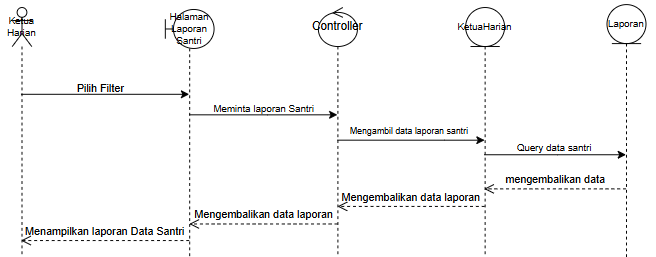 Ketua
Harian
Halaman
Laporan
Santri
Controller
KetuaHarian
Laporan
Pilih Filter
Meminta laporan Santri
Mengambil data laporan santri
Query data santri
mengembalikan data
Mengembalikan data laporan
Mengembalikan data laporan
Menampilkan laporan Data Santri